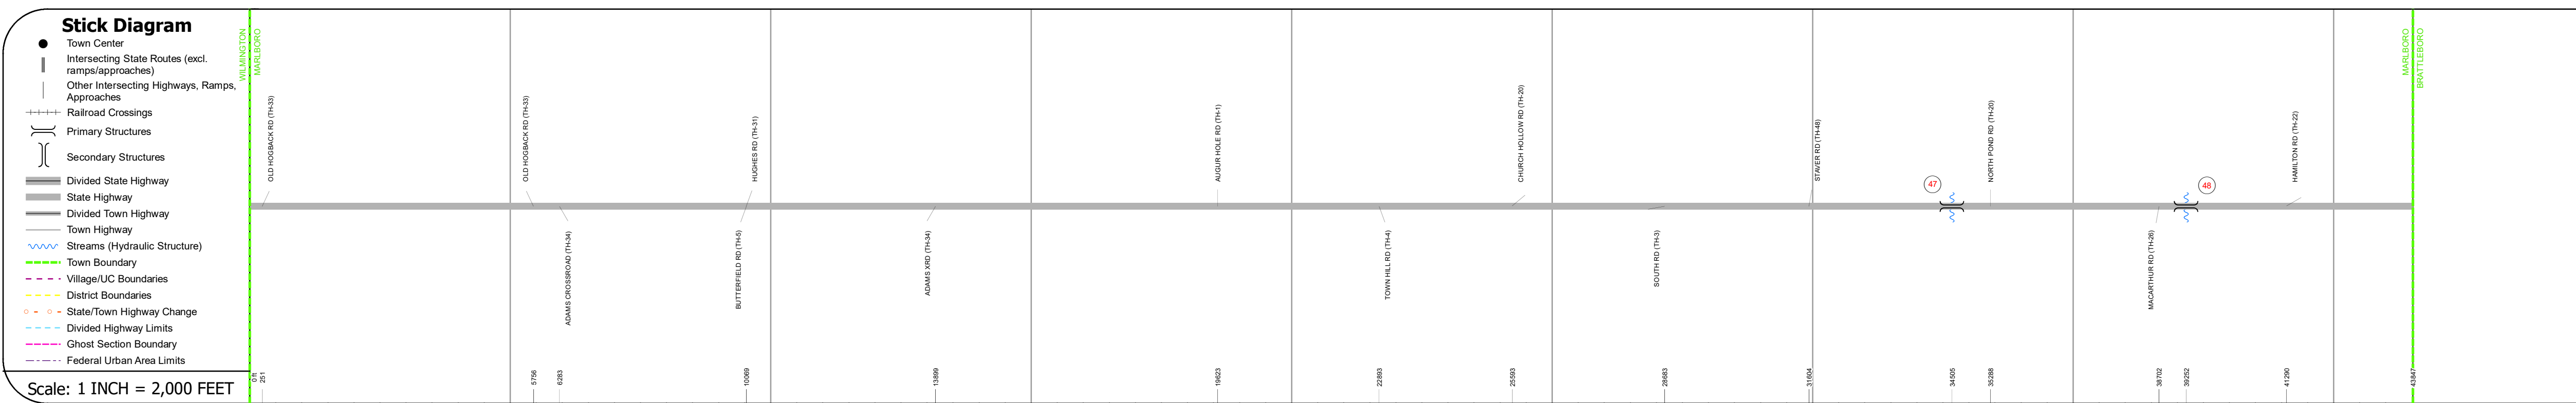 Stick Diagram
Town Center
Intersecting State Routes (excl.
ramps/approaches)
Other Intersecting Highways, Ramps,
Approaches
Railroad Crossings
Primary Structures
Secondary Structures
Divided State Highway
State Highway
Divided Town Highway
Town Highway
Streams (Hydraulic Structure)
Town Boundary
Village/UC Boundaries
District Boundaries
State/Town Highway Change
Divided Highway Limits
Ghost Section Boundary
Federal Urban Area Limits
Scale: 1 INCH = 2,000 FEET
WILMINGTON
MARLBORO
OLD HOGBACK RD (TH-33)
OLD HOGBACK RD (TH-33)
ADAMS CROSSROAD (TH-34)
BUTTERFIELD RD (TH-5)
HUGHES RD (TH-31)
ADAMS XRD (TH-34)
AUGUR HOLE RD (TH-1)
TOWN HILL RD (TH-4)
CHURCH HOLLOW RD (TH-20)
SOUTH RD (TH-3)
STAVER RD (TH-48)
47
NORTH POND RD (TH-20)
MACARTHUR RD (TH-26)
48
HAMILTON RD (TH-22)
MARLBORO
BRATTLEBORO
0 ft
251
5756
6283
10069
13899
19623
22893
25593
28683
31604
34505
35288
38702
39252
41290
43847